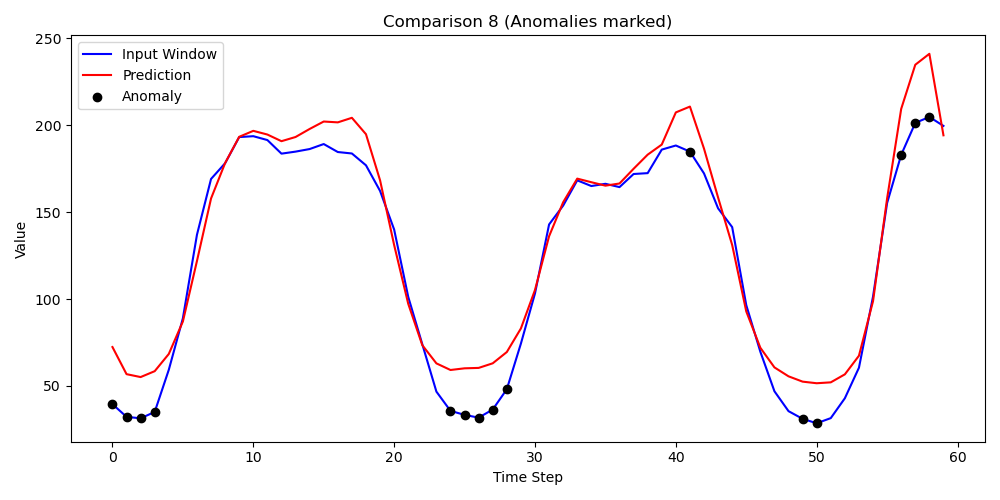 Comparison 8 (Anomalies marked)
Input Window
Prediction
Anomaly
Value
250
200
150
100
50
0 10 20 30 40 50 60
Time Step